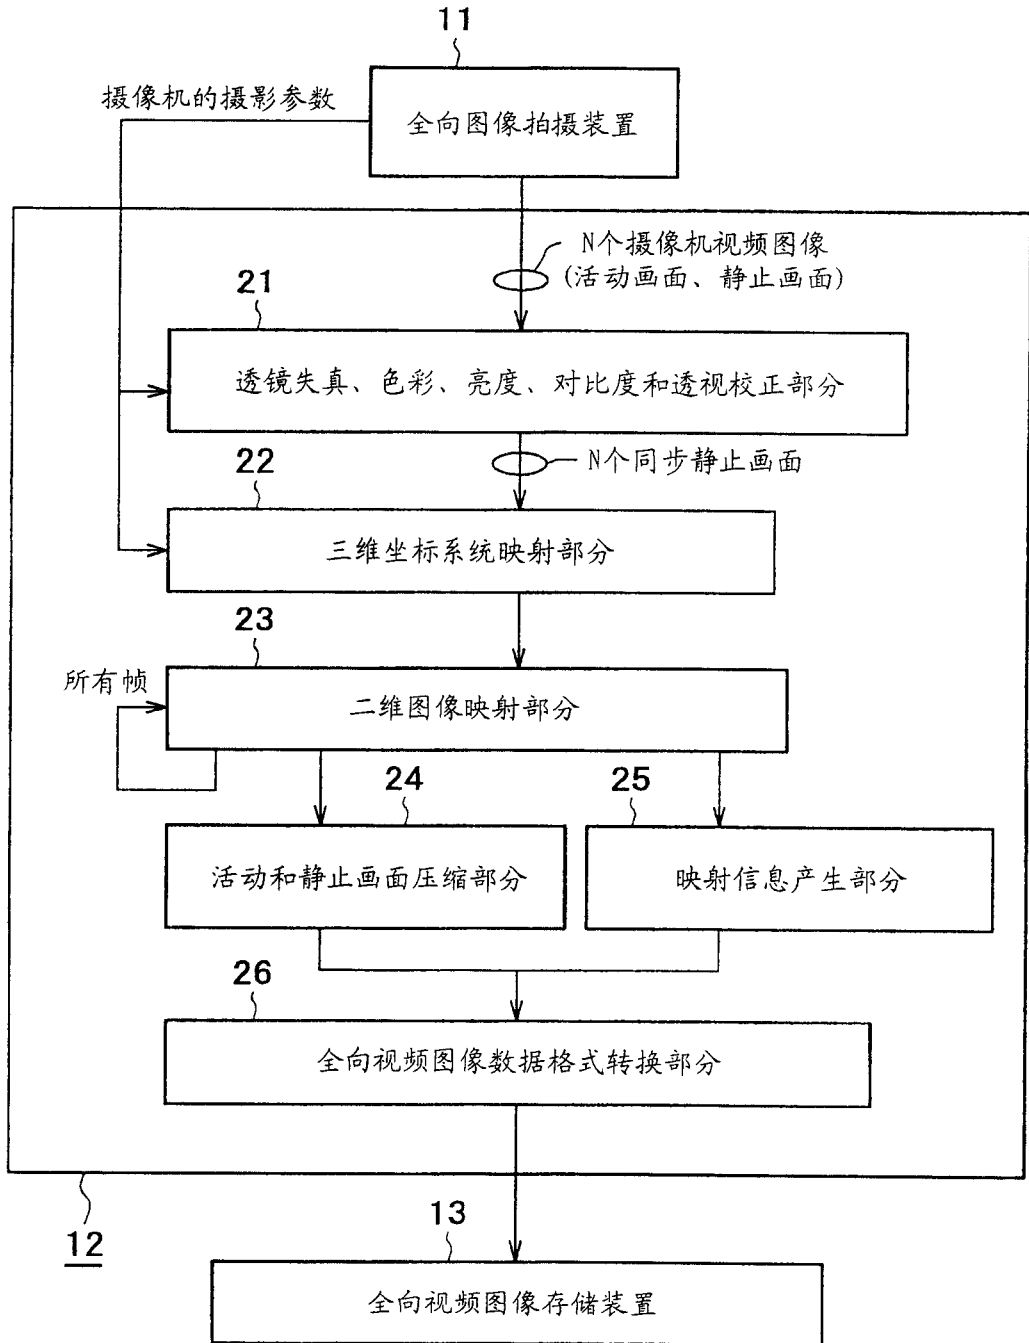 11
摄像机的摄影参数
全向图像拍摄装置
N个摄像机视频图像
(活动画面、静止画面)
21
透镜失真、色彩、亮度、对比度和透视校正部分
22
N个同步静止画面
三维坐标系统映射部分
23
所有帧
二维图像映射部分
24
25
活动和静止画面压缩部分
映射信息产生部分
26
全向视频图像数据格式转换部分
12
13
全向视频图像存储装置